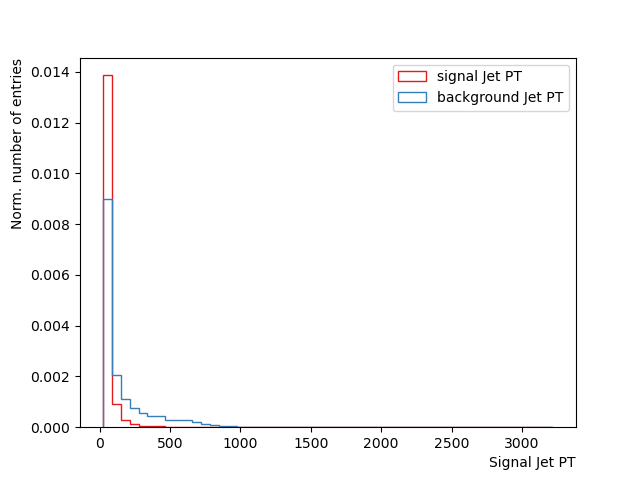 signal Jet PT
background Jet PT
Norm. number of entries
0.014
0.012
0.010
0.008
0.006
0.004
0.002
0.000
0 500 1000 1500 2000 2500 3000
Signal Jet PT